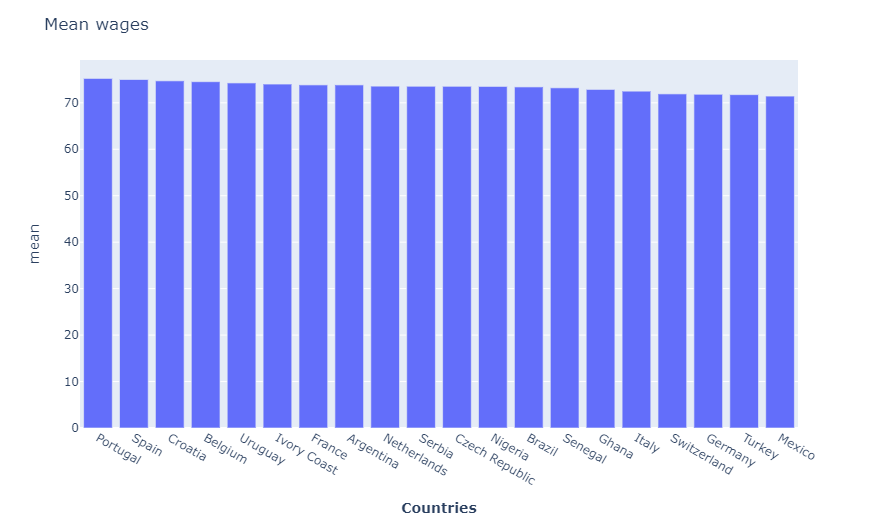 Mean wages
mean
70
60
50
40
30
20
10
0
Portugal
Spain
Croatia
Belgium
Uruguay
Ivory Coast
France
Argentina
Netherlands
Serbia
Czech Republic
Nigeria
Brazil
Senegal
Ghana
Italy
Switzerland
Germany
Turkey
Mexico
Countries